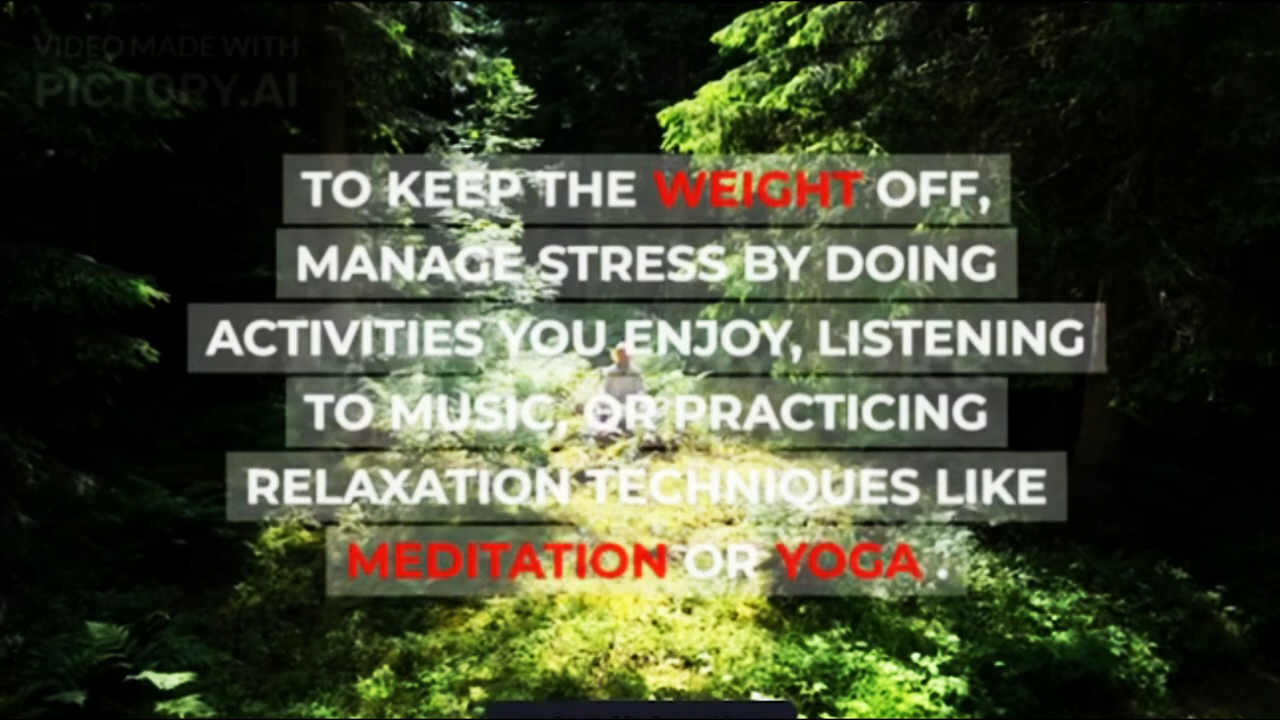 VIDEO MADE WITH
PICTORY.AI
TO KEEP THE WEIGHT OFF,
MANAGE STRESS BY DOING
ACTIVITIES YOU ENJOY, LISTENING
TO MUSIC, OR PRACTICING
RELAXATION TECHNIQUES LIKE
MEDITATION OR YOGA .